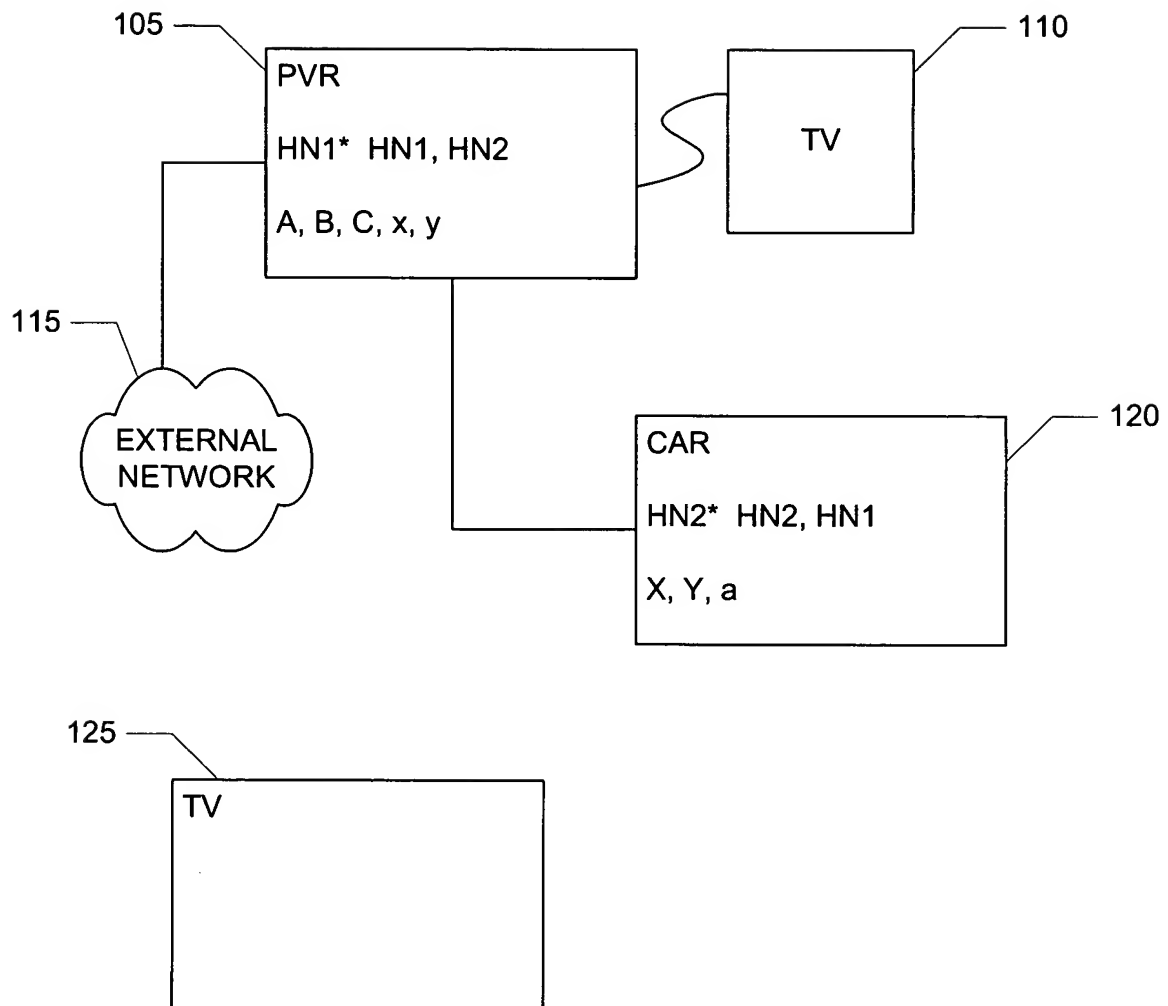 105
110
PVR
HN1* HN1, HN2
A, B, C, x, y
TV
115
EXTERNAL
NETWORK
120
CAR
HN2* HN2, HN1
X, Y, a
125
TV